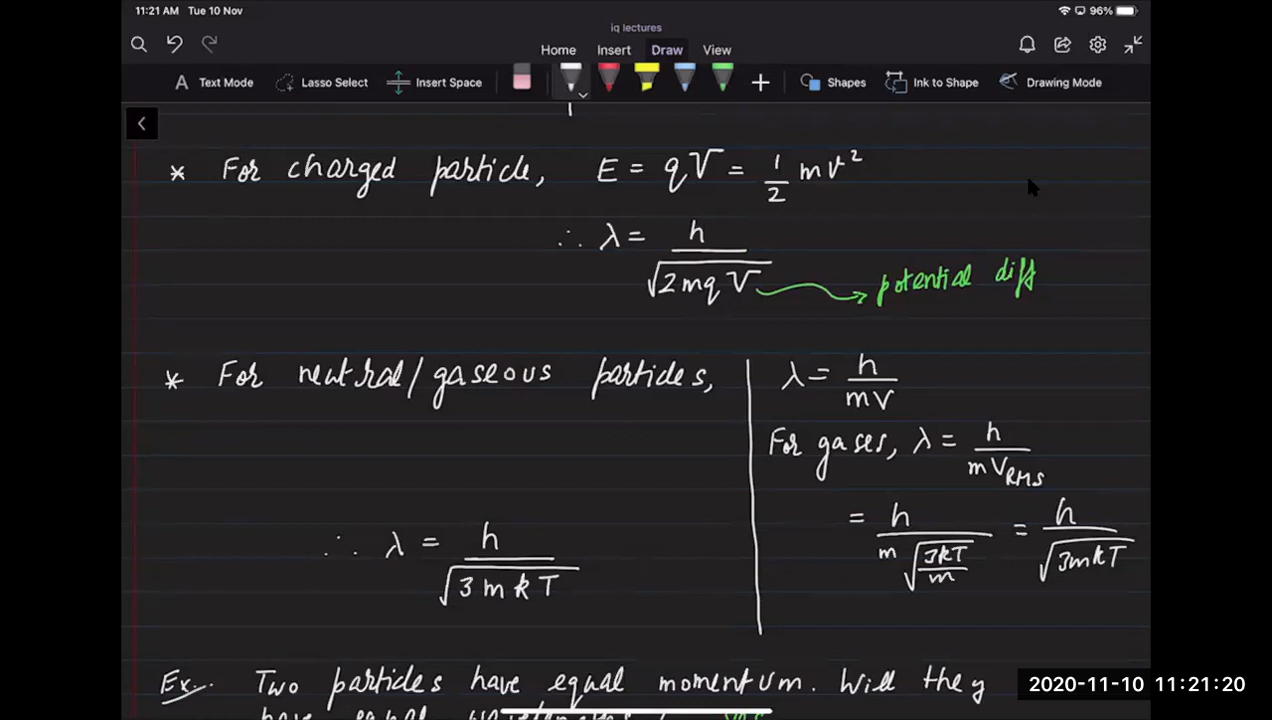 11:21 AM Tue 10 Nov
96%
iq lectures
Home Insert Draw View
Text Mode Lasso Select Insert Space Shapes Ink to Shape Drawing Mode
* For charged particle, E = qV = 1/2 mv²
∴ λ = h/√(2mqV) → potential diff
* For neutral/gaseous particles,
λ = h/mv
For gases, λ = h/mV_RMS
= h/(m√(3kT/m)) = h/√(3mkT)
∴ λ = h/√(3mkT)
Ex. Two particles have equal momentum. Will they
have equal
2020-11-10 11:21:20